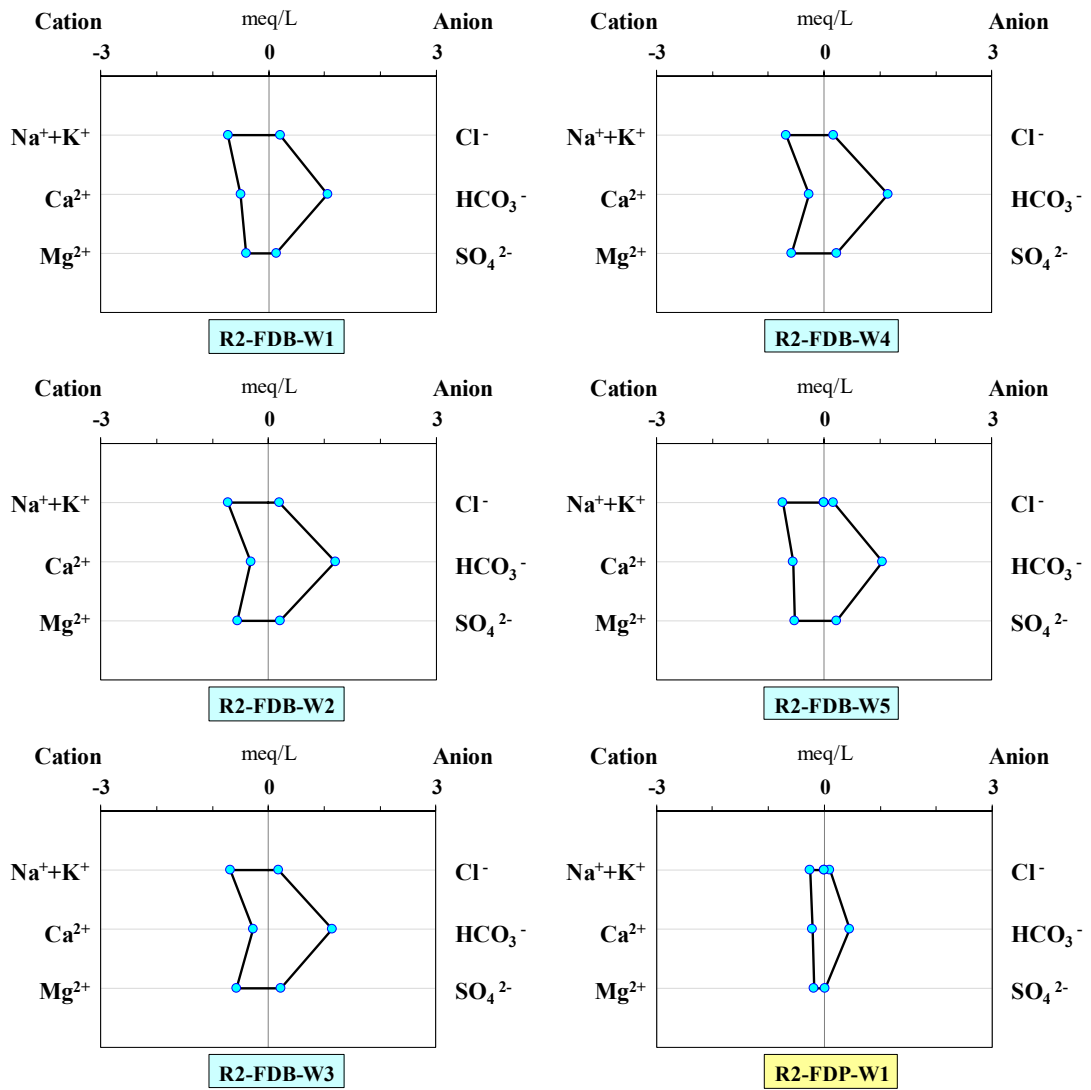 Cation meq/L Anion
-3 0 3
Na⁺+K⁺ Cl⁻
Ca²⁺ HCO₃⁻
Mg²⁺ SO₄²⁻
R2-FDB-W1
Cation meq/L Anion
-3 0 3
Na⁺+K⁺ Cl⁻
Ca²⁺ HCO₃⁻
Mg²⁺ SO₄²⁻
R2-FDB-W4
Cation meq/L Anion
-3 0 3
Na⁺+K⁺ Cl⁻
Ca²⁺ HCO₃⁻
Mg²⁺ SO₄²⁻
R2-FDB-W2
Cation meq/L Anion
-3 0 3
Na⁺+K⁺ Cl⁻
Ca²⁺ HCO₃⁻
Mg²⁺ SO₄²⁻
R2-FDB-W5
Cation meq/L Anion
-3 0 3
Na⁺+K⁺ Cl⁻
Ca²⁺ HCO₃⁻
Mg²⁺ SO₄²⁻
R2-FDB-W3
Cation meq/L Anion
-3 0 3
Na⁺+K⁺ Cl⁻
Ca²⁺ HCO₃⁻
Mg²⁺ SO₄²⁻
R2-FDP-W1